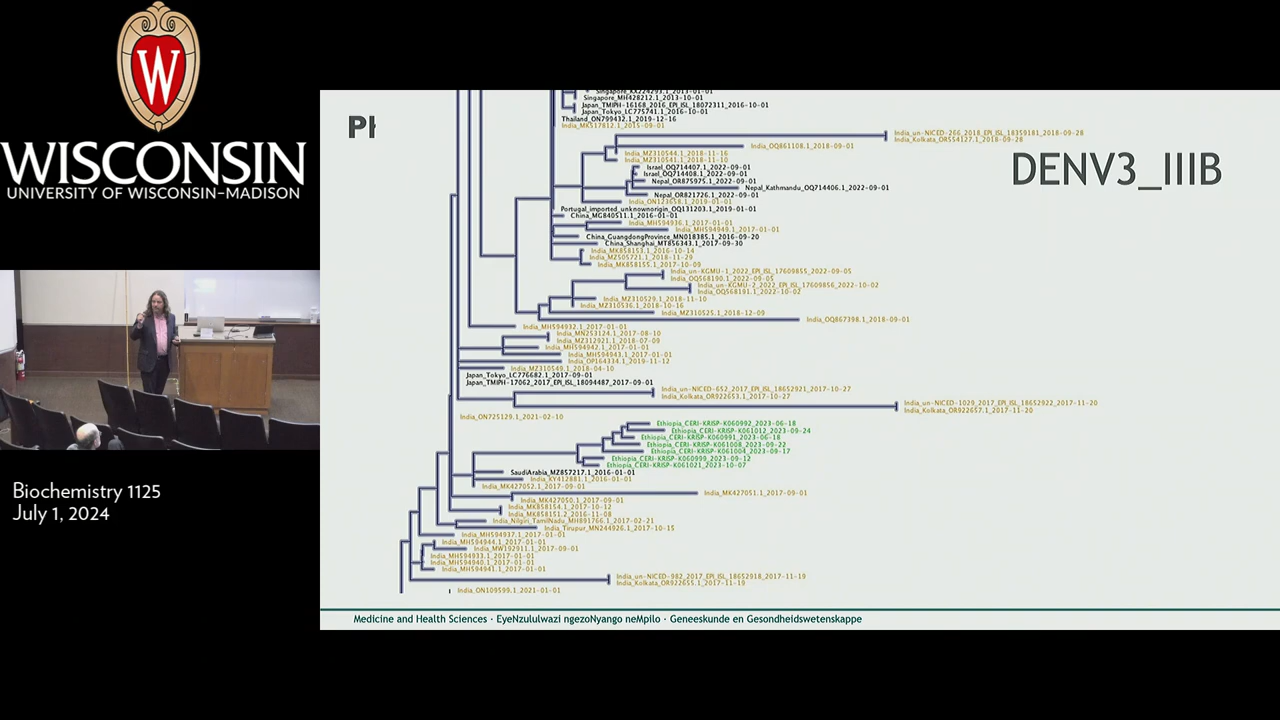 W
WISCONSIN
UNIVERSITY OF WISCONSIN-MADISON
Biochemistry 1125
July 1, 2024
DENV3_IIIB
Singapore_MH428212.1_2013-10-01
Japan_TMIPH-16168_2016_EPI_ISL_18072311_2016-10-01
Japan_Tokyo_LC775741.1_2016-10-01
Thailand_ON799432.1_2019-12-16
India_MK517812.1_2015-09-01
India_un-NICED-266_2018_EPI_ISL_18359181_2018-09-28
India_Kolkata_OR554127.1_2018-09-28
India_OQ861108.1_2018-09-01
India_MZ310544.1_2018-11-16
India_MZ310541.1_2018-11-10
Israel_OQ714407.1_2022-09-01
Israel_OQ714408.1_2022-09-01
Nepal_OR875975.1_2022-09-01
Nepal_Kathmandu_OQ714406.1_2022-09-01
Nepal_OR821726.1_2022-09-01
India_ON123658.1_2019-01-01
Portugal_imported_unknownorigin_OQ131203.1_2019-01-01
China_MG840511.1_2016-01-01
India_MH594936.1_2017-01-01
India_MH594949.1_2017-01-01
China_GuangdongProvince_MN018385.1_2016-09-20
China_Shanghai_MT856343.1_2017-09-30
India_MK858153.1_2016-10-14
India_MZ505721.1_2018-11-29
India_MK858155.1_2017-10-09
India_un-KGMU-1_2022_EPI_ISL_17609855_2022-09-05
India_OQ568190.1_2022-09-05
India_un-KGMU-2_2022_EPI_ISL_17609856_2022-10-02
India_OQ568191.1_2022-10-02
India_MZ310529.1_2018-11-10
India_MZ310536.1_2018-10-16
India_MZ310525.1_2018-12-09
India_OQ867398.1_2018-09-01
India_MH594932.1_2017-01-01
India_MN253124.1_2017-08-10
India_MZ312921.1_2018-07-09
India_MH594942.1_2017-01-01
India_MH594943.1_2017-01-01
India_OP164334.1_2019-11-12
India_MZ310549.1_2018-04-10
Japan_Tokyo_LC776682.1_2017-09-01
Japan_TMIPH-17062_2017_EPI_ISL_18094487_2017-09-01
India_un-NICED-652_2017_EPI_ISL_18652921_2017-10-27
India_Kolkata_OR922653.1_2017-10-27
India_un-NICED-1029_2017_EPI_ISL_18652922_2017-11-20
India_Kolkata_OR922657.1_2017-11-20
India_ON725129.1_2021-02-10
Ethiopia_CERI-KRISP-K060992_2023-06-18
Ethiopia_CERI-KRISP-K061012_2023-09-24
Ethiopia_CERI-KRISP-K060991_2023-06-18
Ethiopia_CERI-KRISP-K061008_2023-09-22
Ethiopia_CERI-KRISP-K061004_2023-09-17
Ethiopia_CERI-KRISP-K060999_2023-09-12
Ethiopia_CERI-KRISP-K061021_2023-10-07
SaudiArabia_MZ857217.1_2016-01-01
India_KY412881.1_2016-01-01
India_MK427052.1_2017-09-01
India_MK427051.1_2017-09-01
India_MK427050.1_2017-09-01
India_MK858154.1_2017-10-12
India_MK858151.2_2016-11-08
India_Nilgiri_TamilNadu_MH891766.1_2017-02-21
India_Tirupur_MN244926.1_2017-10-15
India_MH594937.1_2017-01-01
India_MH594944.1_2017-01-01
India_MW192911.1_2017-09-01
India_MH594933.1_2017-01-01
India_MH594940.1_2017-01-01
India_MH594941.1_2017-01-01
India_un-NICED-982_2017_EPI_ISL_18652918_2017-11-19
India_Kolkata_OR922655.1_2017-11-19
India_ON109599.1_2021-01-01
Medicine and Health Sciences · EyeNzululwazi ngezoNyango neMpilo · Geneeskunde en Gesondheidswetenskappe